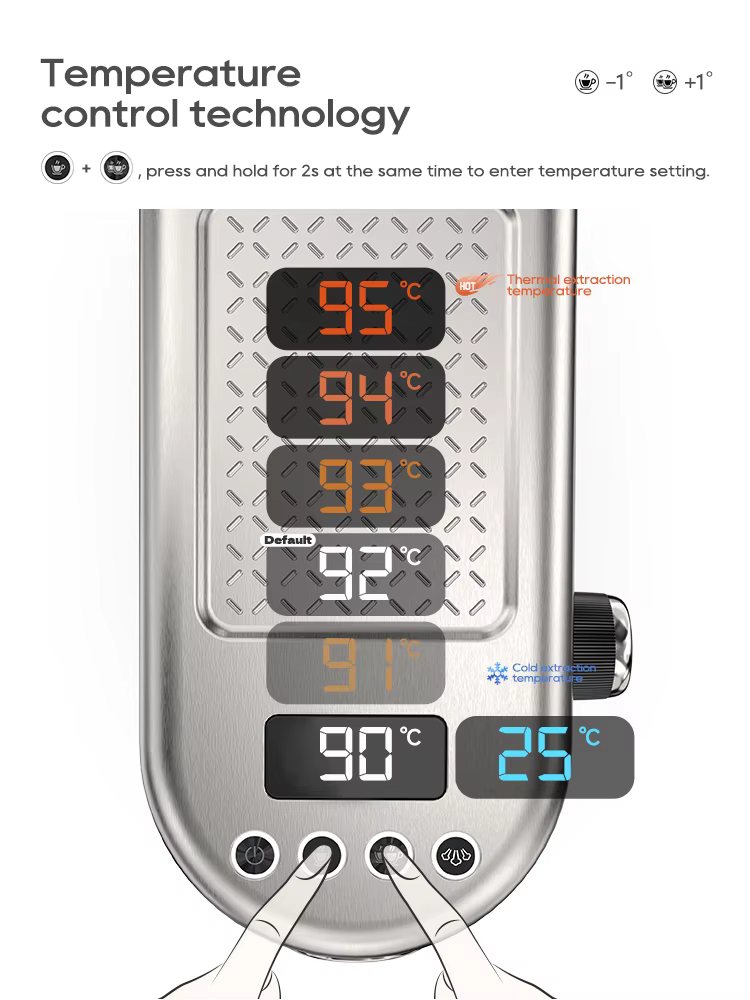 Temperature
control technology
−1°
+1°
+ , press and hold for 2s at the same time to enter temperature setting.
95 °C
HOT
Thermal extraction
temperature
94 °C
93 °C
Default
92 °C
91 °C
Cold extraction
temperature
90 °C
25 °C